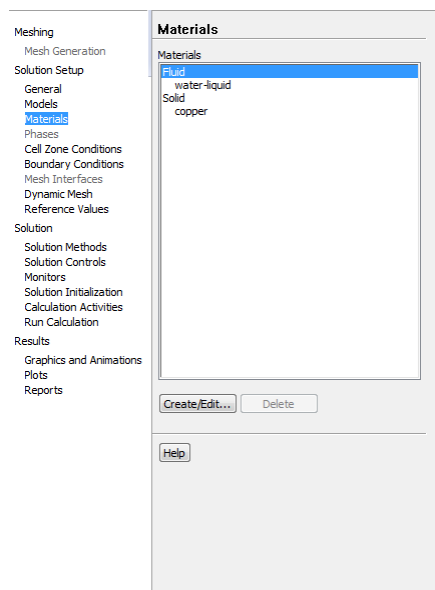 Meshing
Mesh Generation
Solution Setup
General
Models
Materials
Phases
Cell Zone Conditions
Boundary Conditions
Mesh Interfaces
Dynamic Mesh
Reference Values
Solution
Solution Methods
Solution Controls
Monitors
Solution Initialization
Calculation Activities
Run Calculation
Results
Graphics and Animations
Plots
Reports
Materials
Materials
Fluid
water-liquid
Solid
copper
Create/Edit... Delete
Help